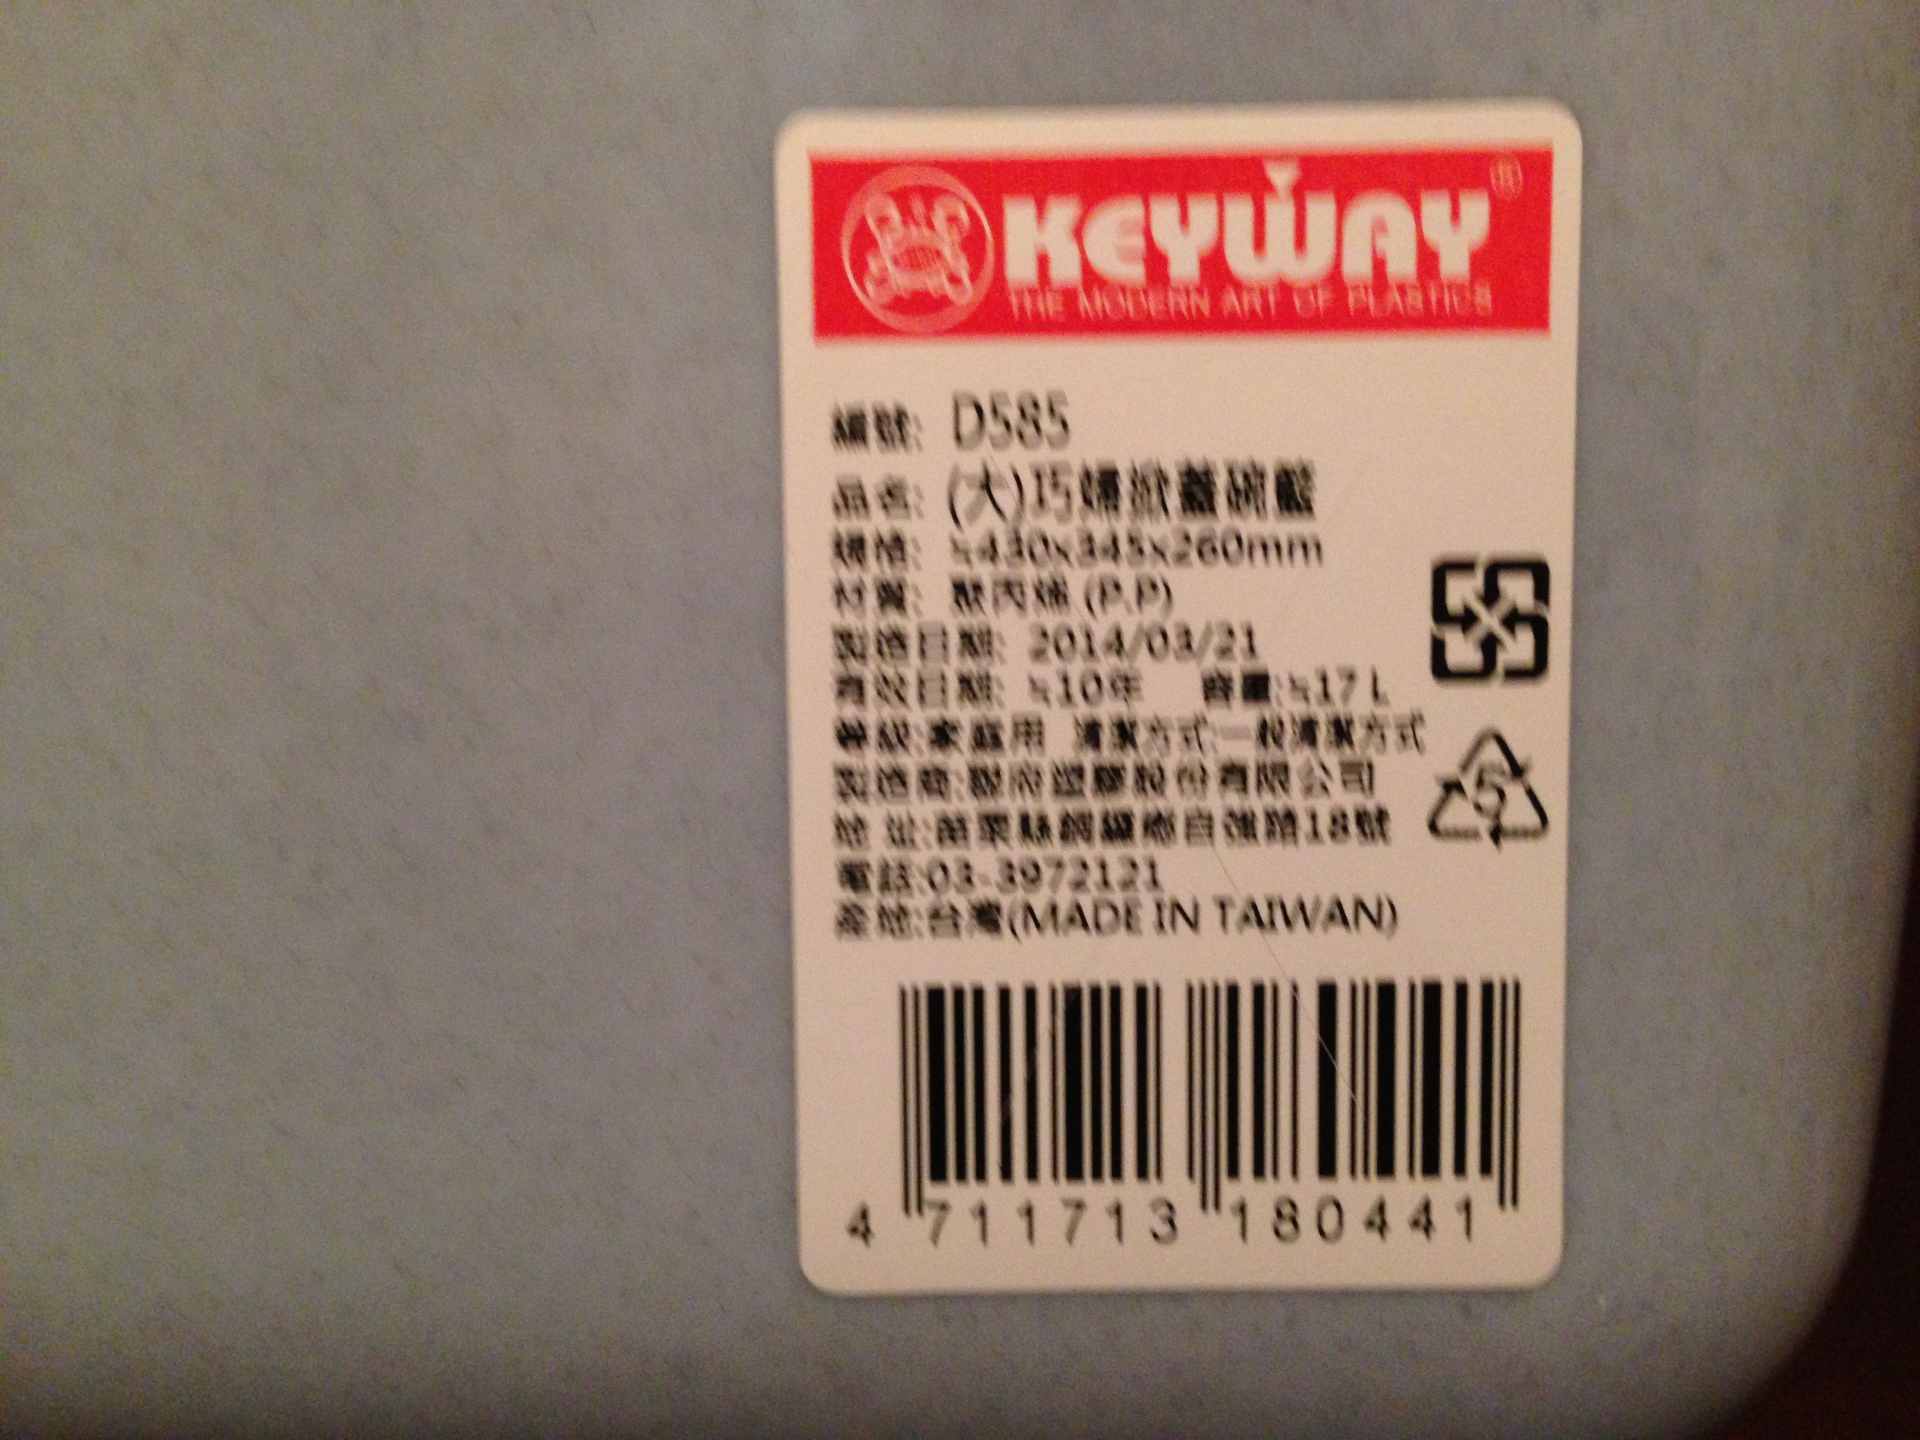 KEYWAY®
THE MODERN ART OF PLASTICS
編號: D585
品名: (大)巧婦掀蓋碗籃
規格: ≒430x345x260mm
材質: 聚丙烯 (P.P)
製造日期: 2014/03/21
有效日期: ≒10年 容量:≒17 L
等級:家庭用 清潔方式:一般清潔方式
製造商:聯府塑膠股份有限公司
地 址:苗栗縣銅鑼鄉自強路18號
電話:03-3972121
產地:台灣(MADE IN TAIWAN)
5
4 711713 180441